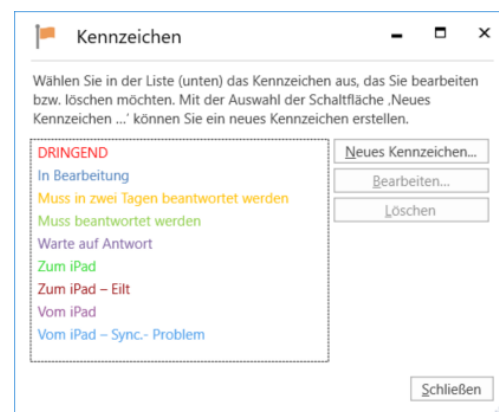 Kennzeichen
Wählen Sie in der Liste (unten) das Kennzeichen aus, das Sie bearbeiten
bzw. löschen möchten. Mit der Auswahl der Schaltfläche ‚Neues
Kennzeichen ...‘ können Sie ein neues Kennzeichen erstellen.
DRINGEND
In Bearbeitung
Muss in zwei Tagen beantwortet werden
Muss beantwortet werden
Warte auf Antwort
Zum iPad
Zum iPad – Eilt
Vom iPad
Vom iPad – Sync.- Problem
Neues Kennzeichen...
Bearbeiten...
Löschen
Schließen